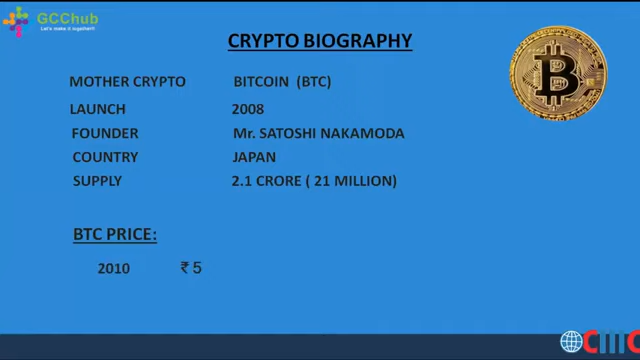 GCChub
Let's make it together!!
CRYPTO BIOGRAPHY
MOTHER CRYPTO BITCOIN (BTC)
LAUNCH 2008
FOUNDER Mr. SATOSHI NAKAMODA
COUNTRY JAPAN
SUPPLY 2.1 CRORE ( 21 MILLION)
BTC PRICE:
2010 ₹ 5
CMC